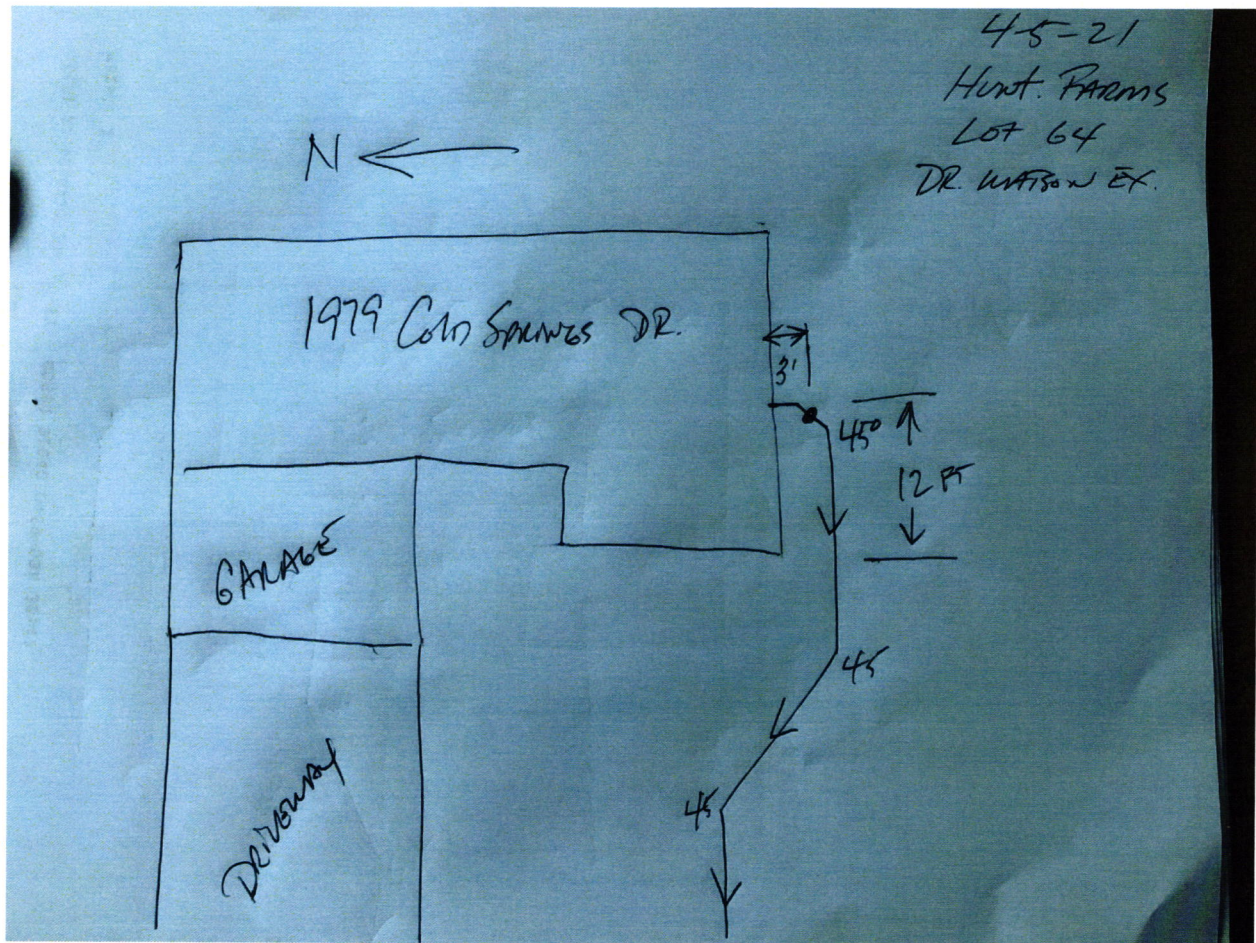 4-5-21
HUNT. FARMS
LOT 64
DR. WATSON EX.
N
1979 COLD SPRINGS DR.
3'
45°
12 FT
GARAGE
45
45
DRIVEWAY